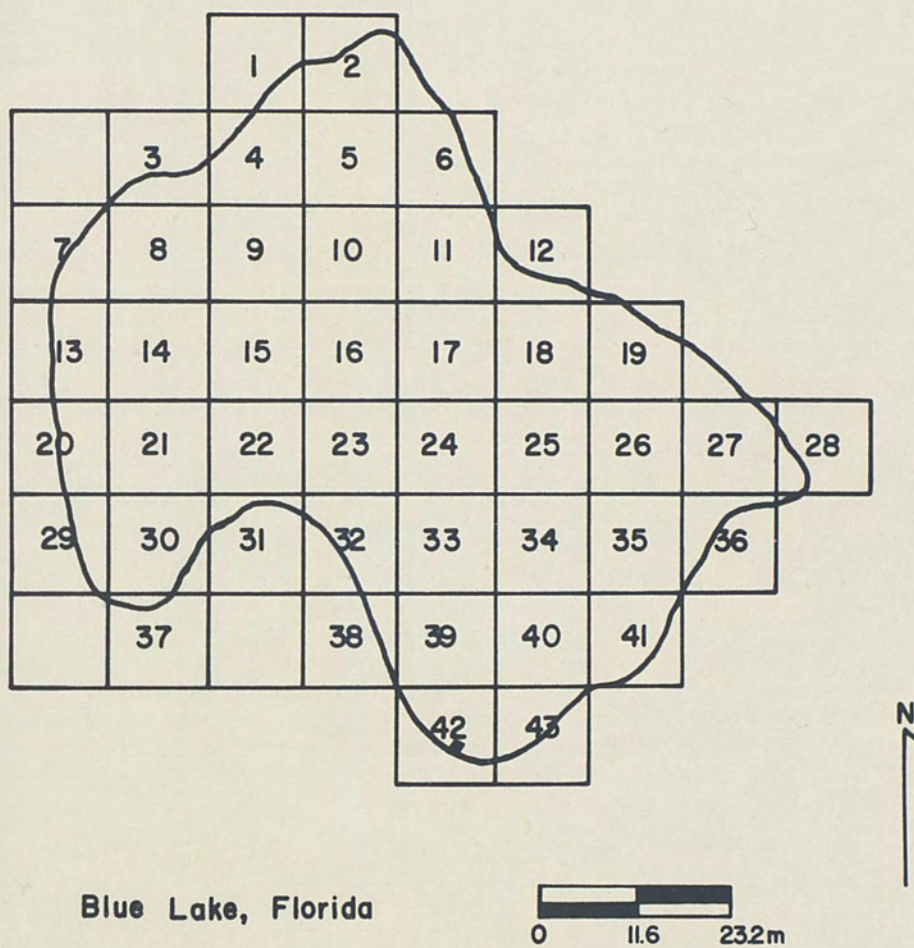 1 2
3 4 5 6
7 8 9 10 11 12
13 14 15 16 17 18 19
20 21 22 23 24 25 26 27 28
29 30 31 32 33 34 35 36
37 38 39 40 41
42 43
N
Blue Lake, Florida
0 11.6 23.2m